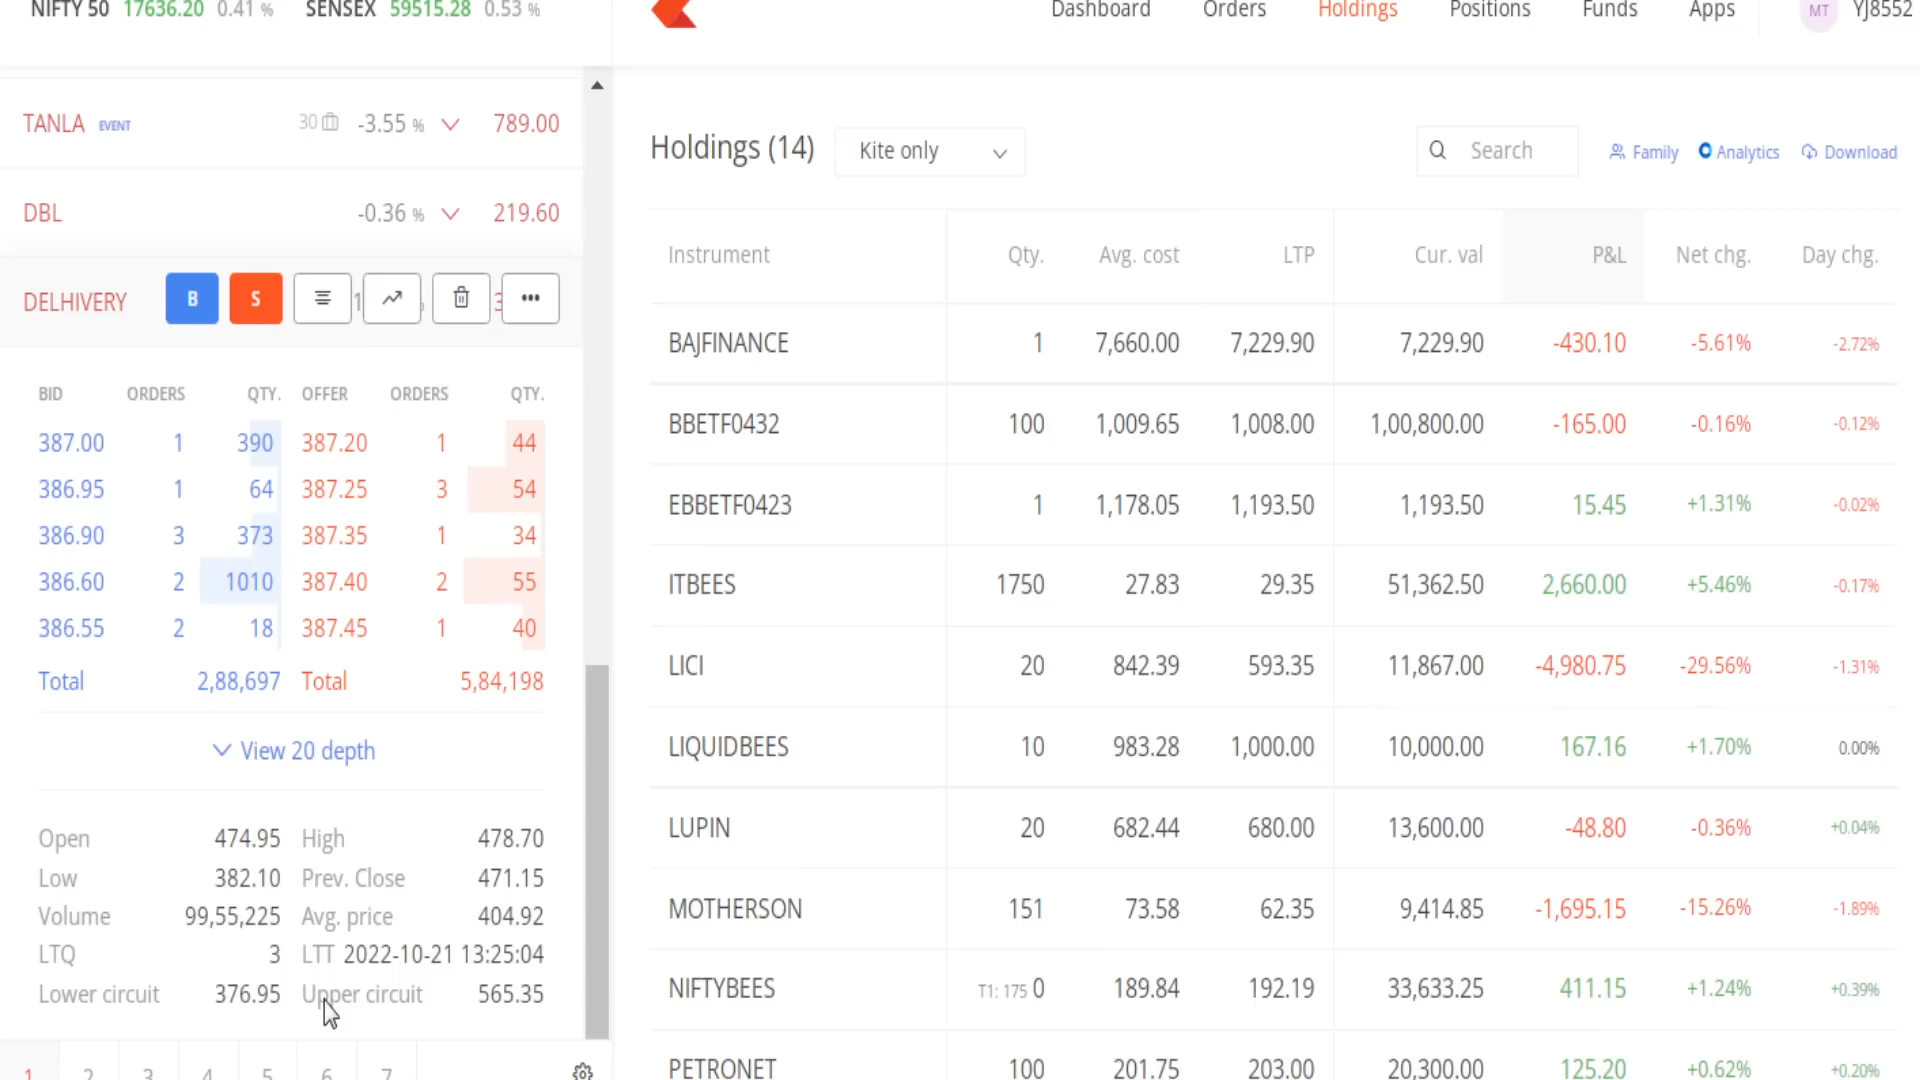 NIFTY 50 17636.20 0.41 % SENSEX 59515.28 0.53 %
Dashboard Orders Holdings Positions Funds Apps MT YJ8552
TANLA EVENT 30 -3.55 % 789.00
DBL -0.36 % 219.60
DELHIVERY B S
BID ORDERS QTY. OFFER ORDERS QTY.
387.00 1 390 387.20 1 44
386.95 1 64 387.25 3 54
386.90 3 373 387.35 1 34
386.60 2 1010 387.40 2 55
386.55 2 18 387.45 1 40
Total 2,88,697 Total 5,84,198
View 20 depth
Open 474.95 High 478.70
Low 382.10 Prev. Close 471.15
Volume 99,55,225 Avg. price 404.92
LTQ 3 LTT 2022-10-21 13:25:04
Lower circuit 376.95 Upper circuit 565.35
1 2 3 4 5 6 7
Holdings (14) Kite only Search Family Analytics Download
Instrument Qty. Avg. cost LTP Cur. val P&L Net chg. Day chg.
BAJFINANCE 1 7,660.00 7,229.90 7,229.90 -430.10 -5.61% -2.72%
BBETF0432 100 1,009.65 1,008.00 1,00,800.00 -165.00 -0.16% -0.12%
EBBETF0423 1 1,178.05 1,193.50 1,193.50 15.45 +1.31% -0.02%
ITBEES 1750 27.83 29.35 51,362.50 2,660.00 +5.46% -0.17%
LICI 20 842.39 593.35 11,867.00 -4,980.75 -29.56% -1.31%
LIQUIDBEES 10 983.28 1,000.00 10,000.00 167.16 +1.70% 0.00%
LUPIN 20 682.44 680.00 13,600.00 -48.80 -0.36% +0.04%
MOTHERSON 151 73.58 62.35 9,414.85 -1,695.15 -15.26% -1.89%
NIFTYBEES T1: 175 0 189.84 192.19 33,633.25 411.15 +1.24% +0.39%
PETRONET 100 201.75 203.00 20,300.00 125.20 +0.62% +0.20%